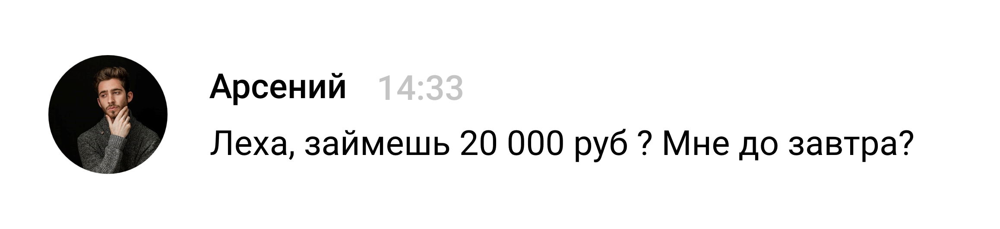 Арсений 14:33
Леха, займешь 20 000 руб ? Мне до завтра?